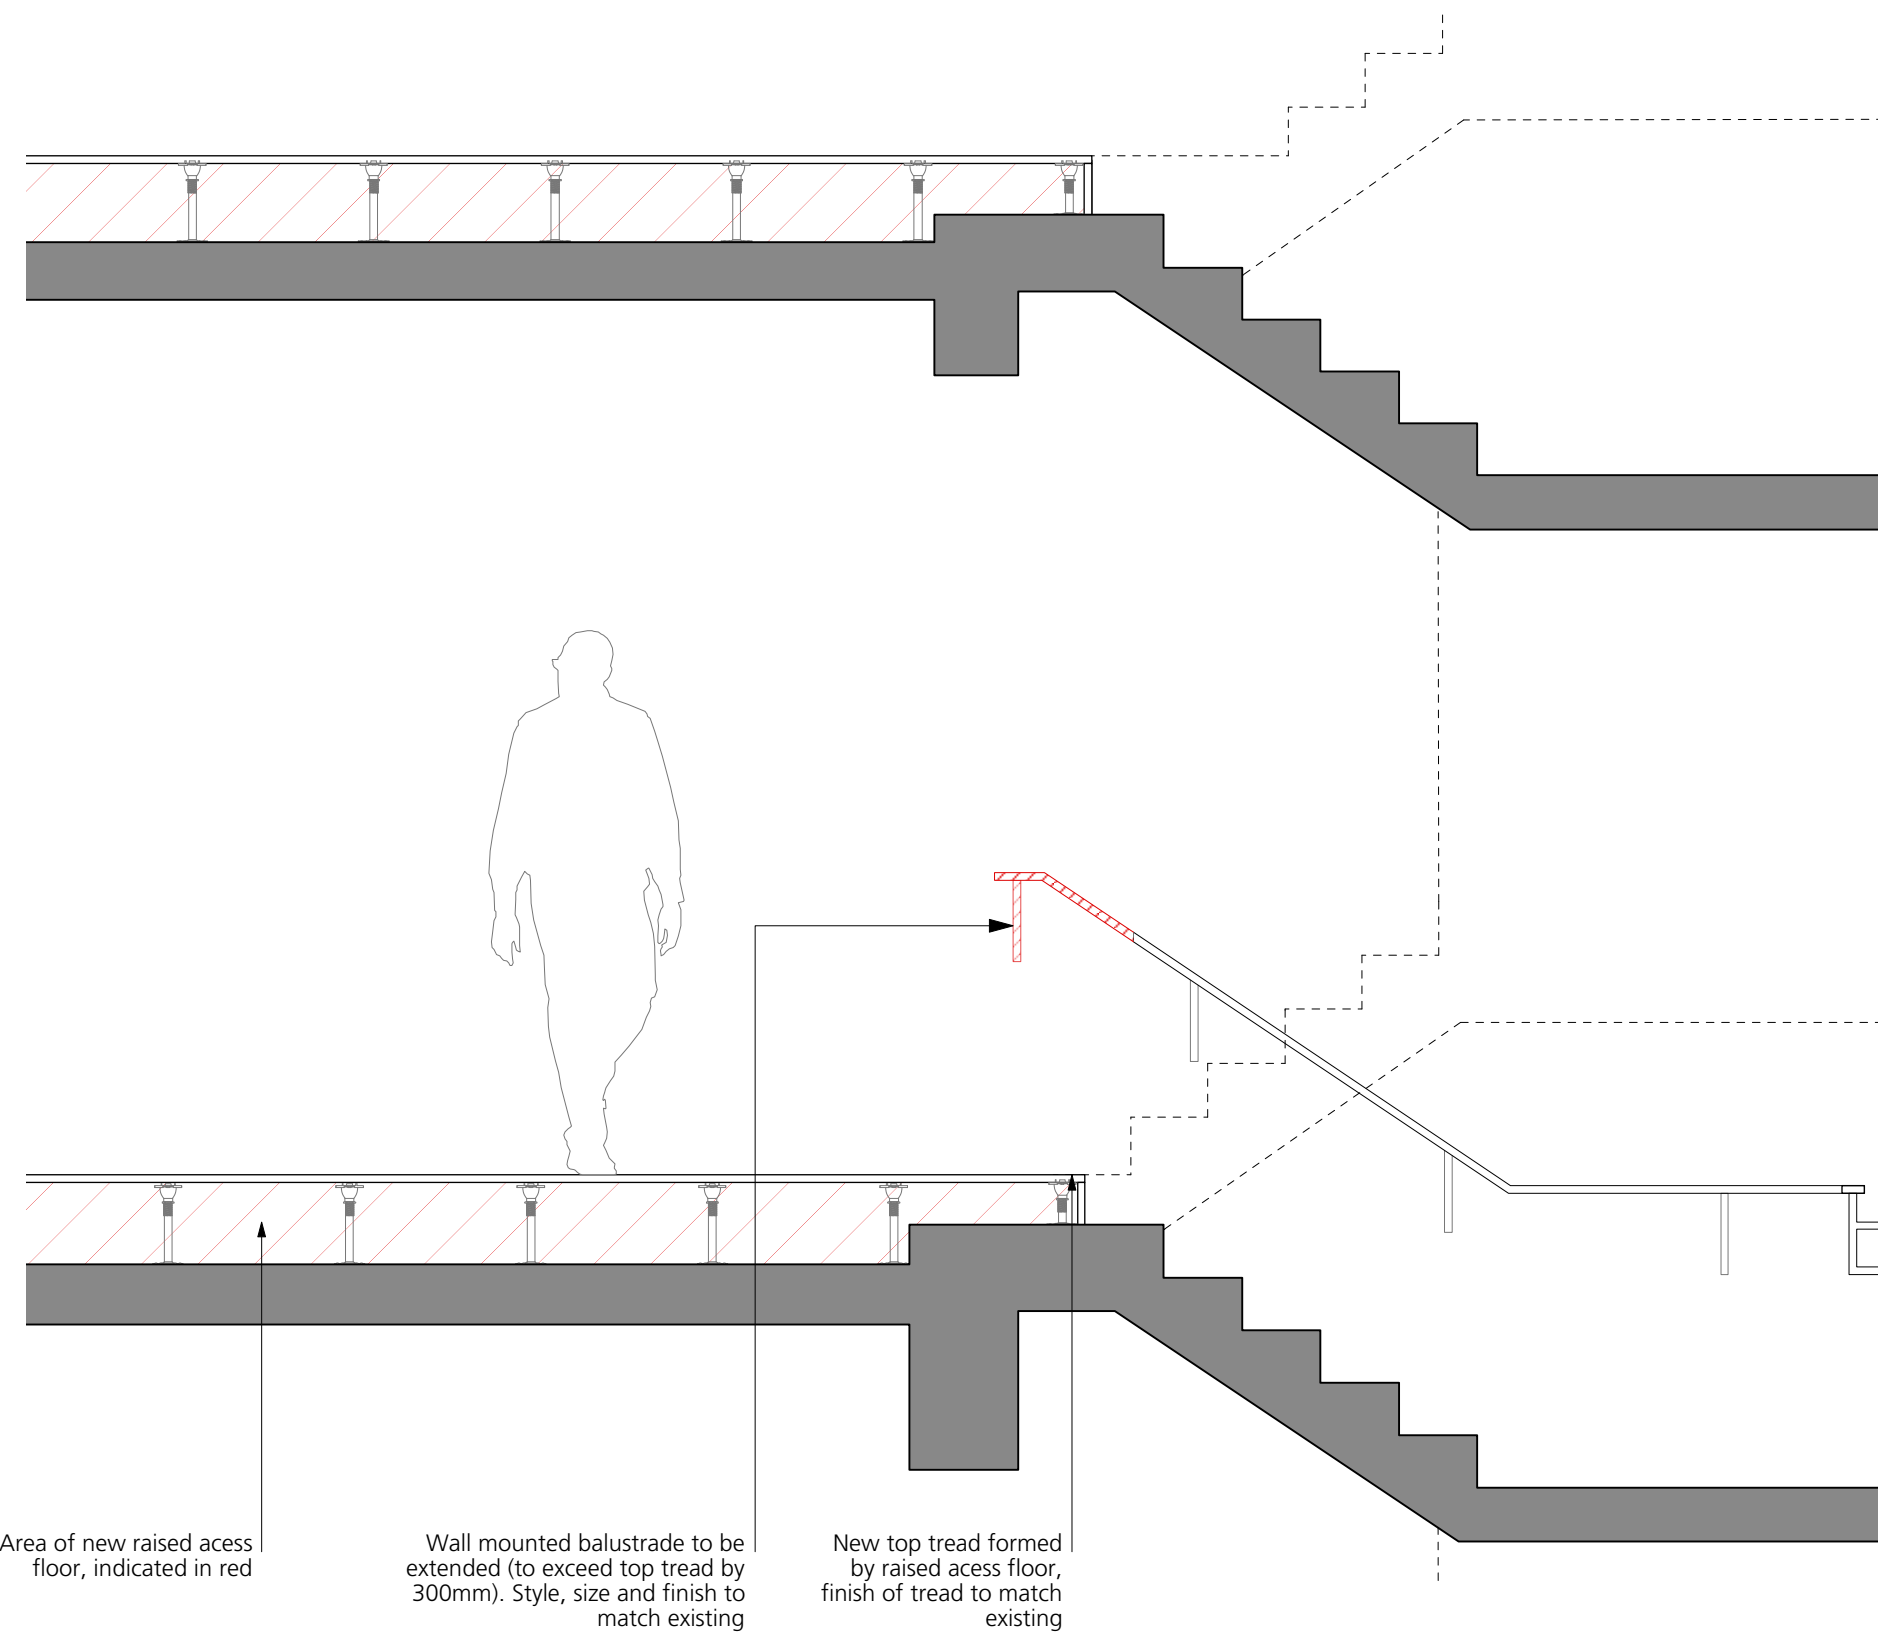 Area of new raised acess
floor, indicated in red
Wall mounted balustrade to be
extended (to exceed top tread by
300mm). Style, size and finish to
match existing
New top tread formed
by raised acess floor,
finish of tread to match
existing